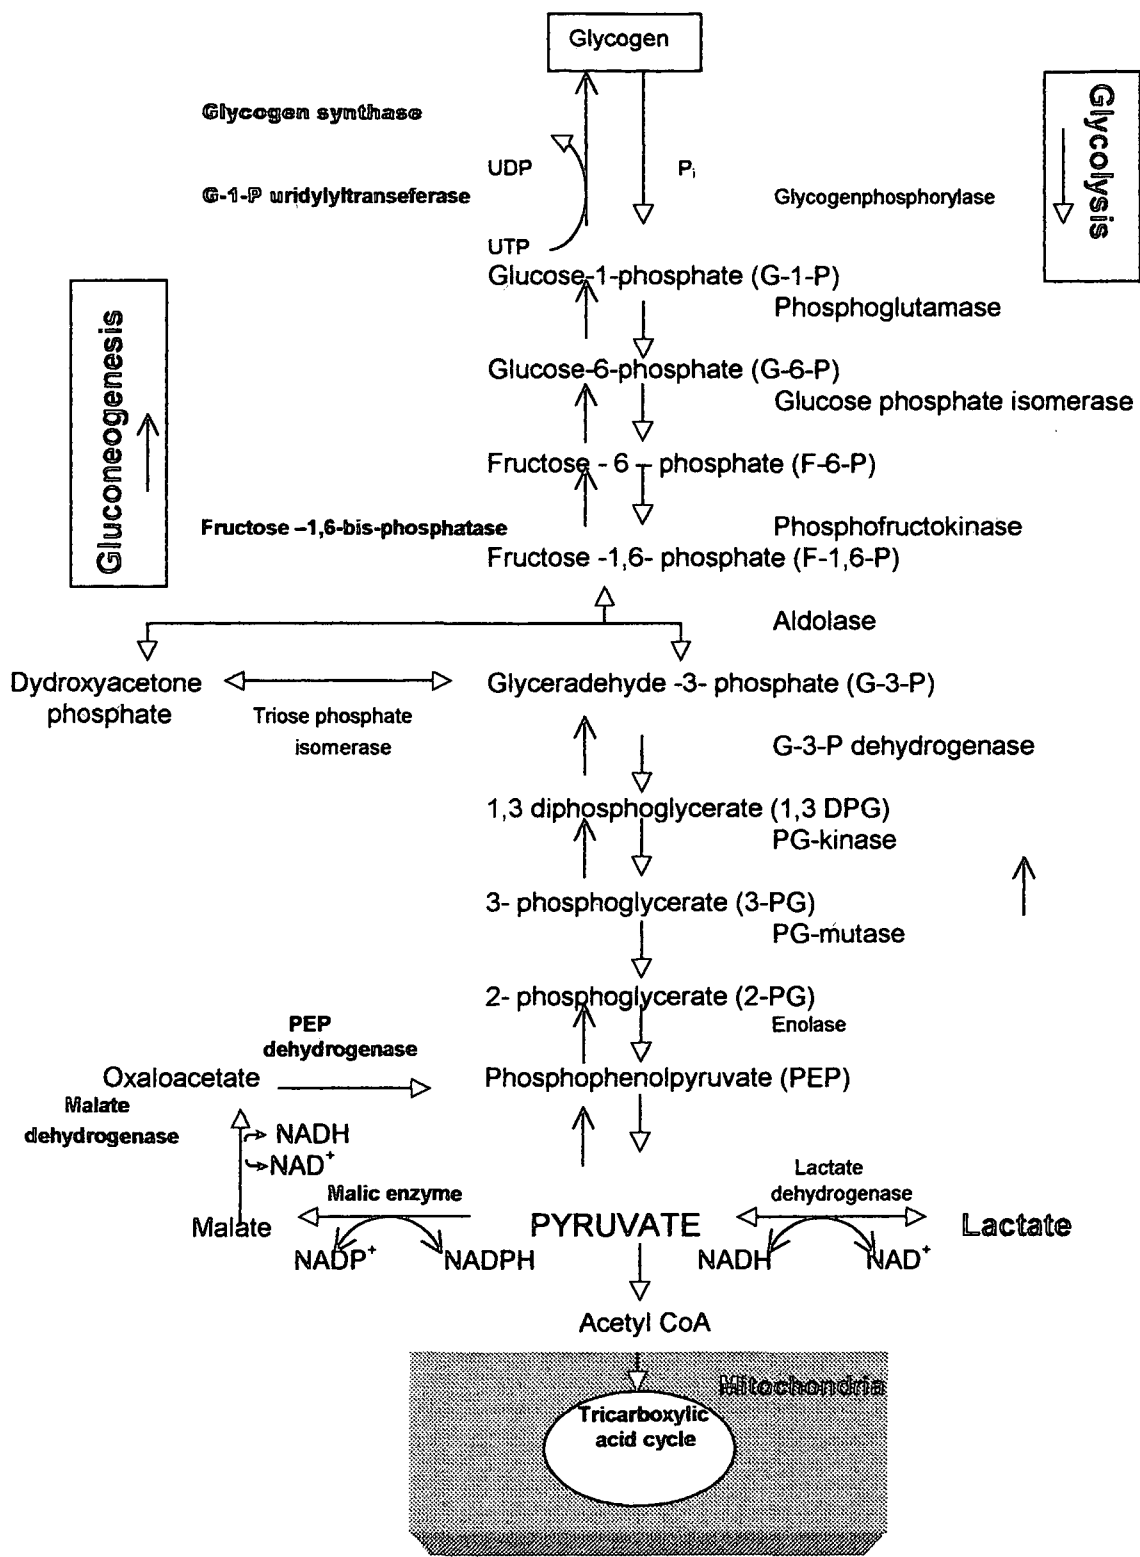 Glycogen
Glycolysis
Glycogen synthase
UDP
Pi
G-1-P uridylyltranseferase
Glycogenphosphorylase
UTP
Glucose-1-phosphate (G-1-P)
Phosphoglutamase
Gluconeogenesis
Glucose-6-phosphate (G-6-P)
Glucose phosphate isomerase
Fructose - 6 – phosphate (F-6-P)
Fructose –1,6-bis-phosphatase
Phosphofructokinase
Fructose -1,6- phosphate (F-1,6-P)
Aldolase
Dydroxyacetone
phosphate
Triose phosphate
isomerase
Glyceradehyde -3- phosphate (G-3-P)
G-3-P dehydrogenase
1,3 diphosphoglycerate (1,3 DPG)
PG-kinase
3- phosphoglycerate (3-PG)
PG-mutase
2- phosphoglycerate (2-PG)
Enolase
PEP
dehydrogenase
Oxaloacetate
Phosphophenolpyruvate (PEP)
Malate
dehydrogenase
NADH
NAD+
Malic enzyme
Lactate
dehydrogenase
Malate
PYRUVATE
Lactate
NADP+
NADPH
NADH
NAD+
Acetyl CoA
Mitochondria
Tricarboxylic
acid cycle